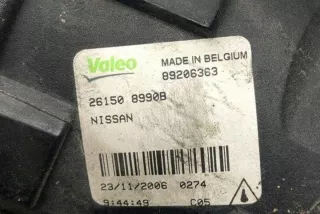 Valeo
MADE IN BELGIUM
89206363
26150 8990B
NISSAN
23/11/2006 0274
9:44:49 C05